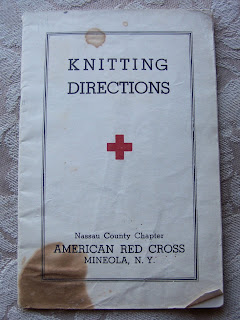 KNITTING
DIRECTIONS
Nassau County Chapter
AMERICAN RED CROSS
MINEOLA, N. Y.